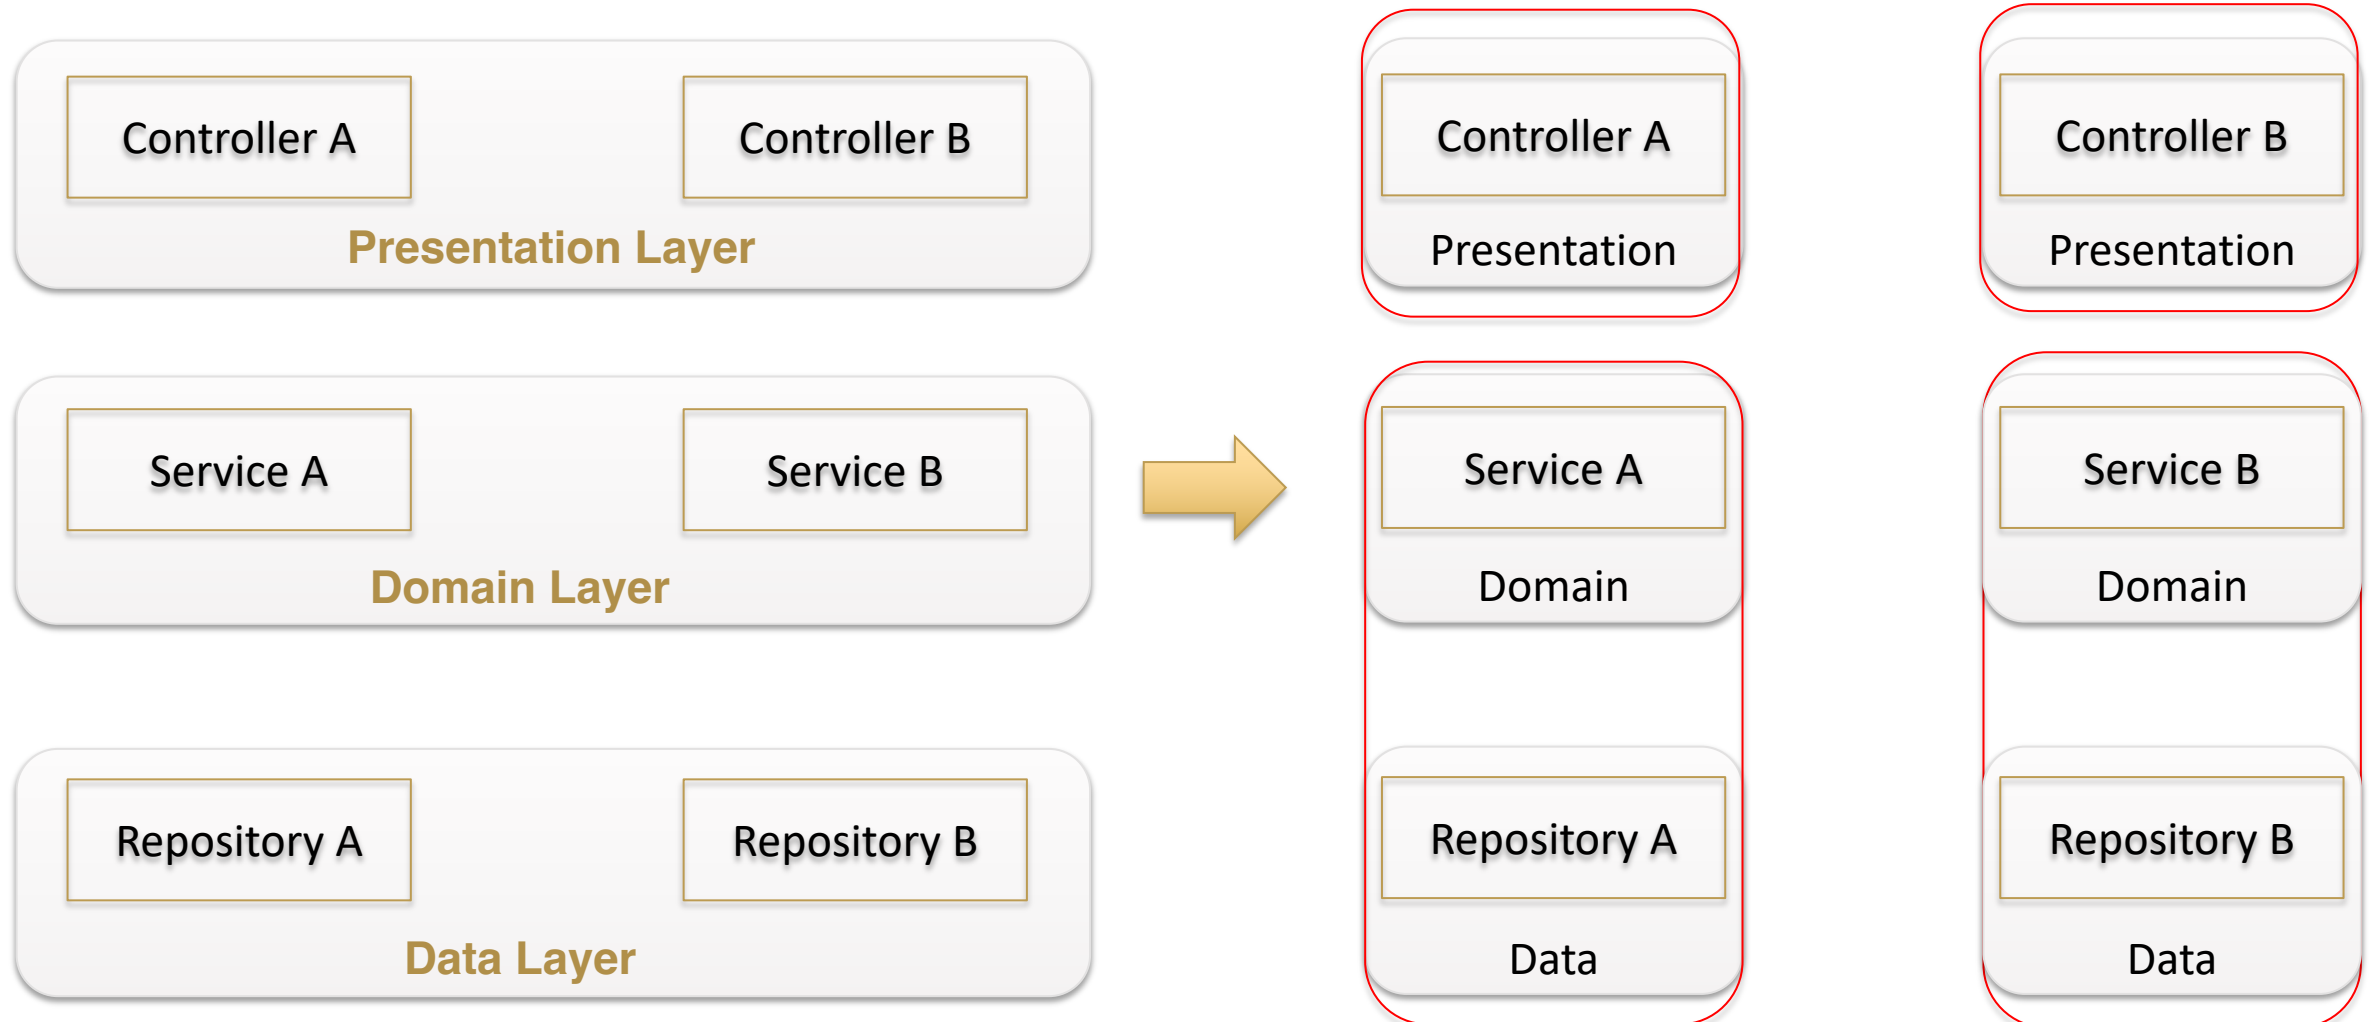 Controller A
Controller B
Presentation Layer
Service A
Service B
Domain Layer
Repository A
Repository B
Data Layer
Controller A
Presentation
Controller B
Presentation
Service A
Domain
Service B
Domain
Repository A
Data
Repository B
Data